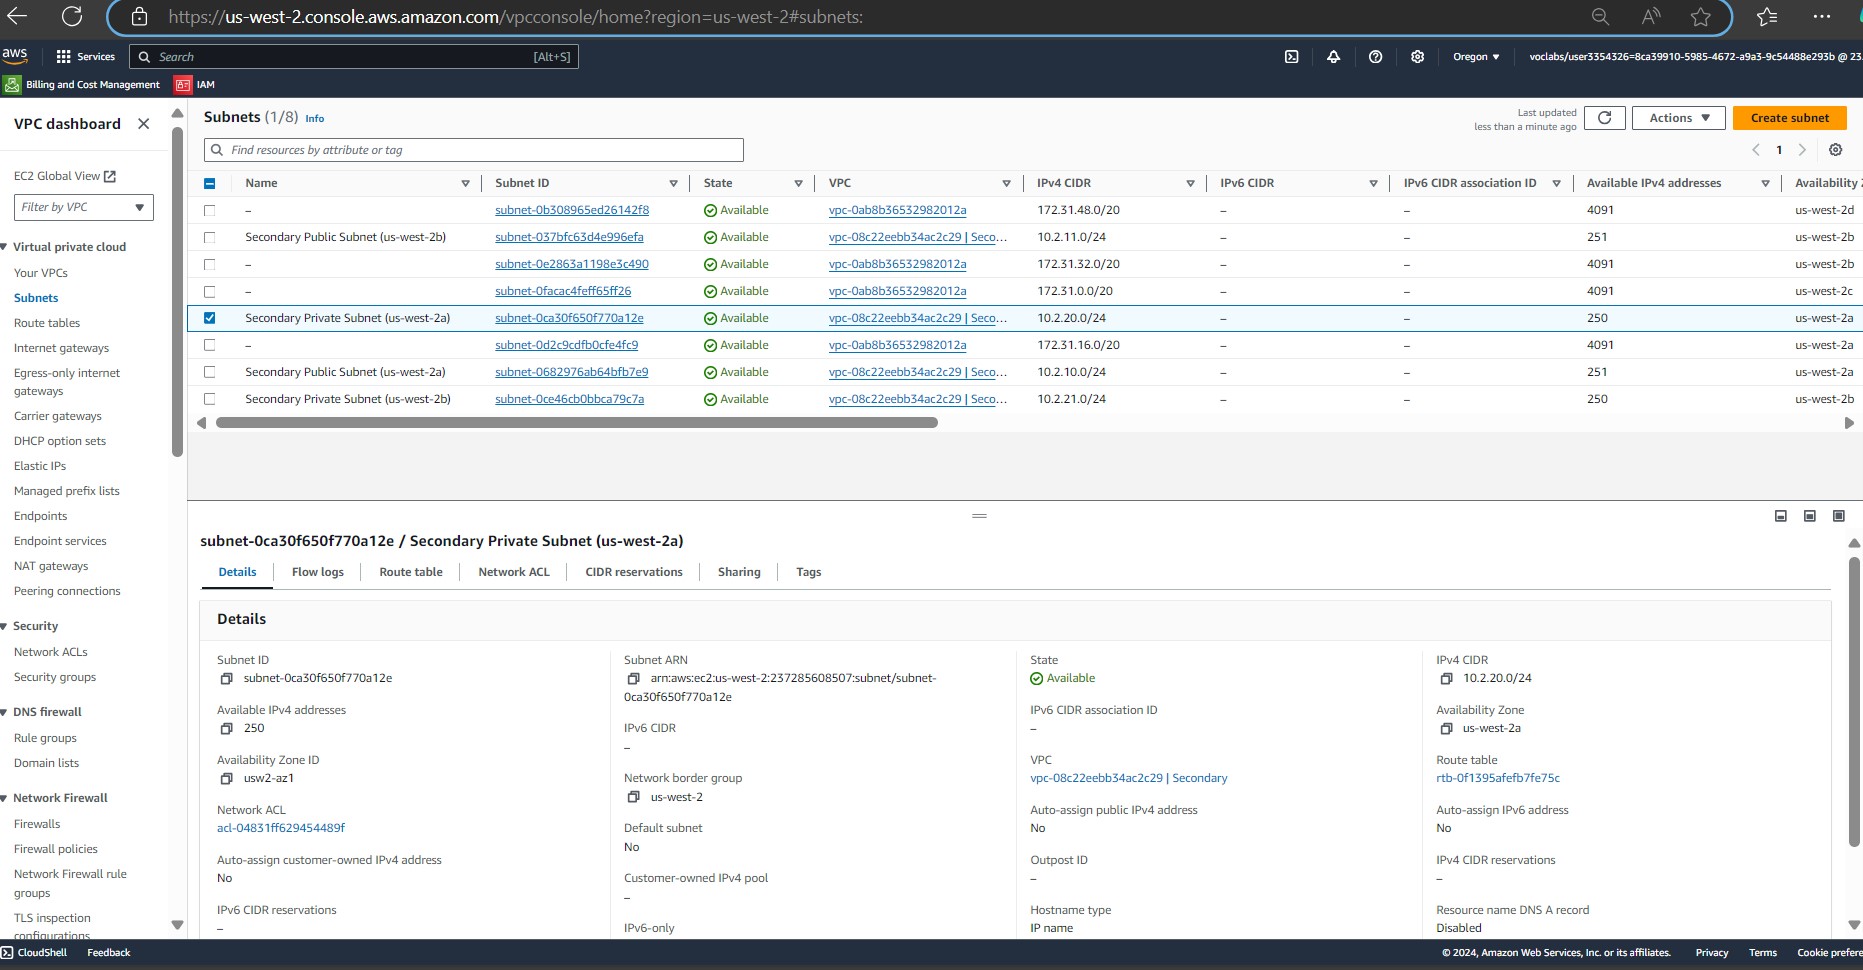 https://us-west-2.console.aws.amazon.com/vpcconsole/home?region=us-west-2#subnets:
aws Services Search [Alt+S] Oregon voclabs/user3354326=8ca39910-5985-4672-a9a3-9c54488e293b @ 23
Billing and Cost Management IAM
VPC dashboard
EC2 Global View
Filter by VPC
Virtual private cloud
Your VPCs
Subnets
Route tables
Internet gateways
Egress-only internet
gateways
Carrier gateways
DHCP option sets
Elastic IPs
Managed prefix lists
Endpoints
Endpoint services
NAT gateways
Peering connections
Security
Network ACLs
Security groups
DNS firewall
Rule groups
Domain lists
Network Firewall
Firewalls
Firewall policies
Network Firewall rule
groups
TLS inspection
configurations
Subnets (1/8) Info
Last updated
less than a minute ago
Actions
Create subnet
Find resources by attribute or tag
1
Name Subnet ID State VPC IPv4 CIDR IPv6 CIDR IPv6 CIDR association ID Available IPv4 addresses Availability
– subnet-0b308965ed26142f8 Available vpc-0ab8b36532982012a 172.31.48.0/20 – – 4091 us-west-2d
Secondary Public Subnet (us-west-2b) subnet-037bfc63d4e996efa Available vpc-08c22eebb34ac2c29 | Seco... 10.2.11.0/24 – – 251 us-west-2b
– subnet-0e2863a1198e3c490 Available vpc-0ab8b36532982012a 172.31.32.0/20 – – 4091 us-west-2b
– subnet-0facac4feff65ff26 Available vpc-0ab8b36532982012a 172.31.0.0/20 – – 4091 us-west-2c
Secondary Private Subnet (us-west-2a) subnet-0ca30f650f770a12e Available vpc-08c22eebb34ac2c29 | Seco... 10.2.20.0/24 – – 250 us-west-2a
– subnet-0d2c9cdfb0cfe4fc9 Available vpc-0ab8b36532982012a 172.31.16.0/20 – – 4091 us-west-2a
Secondary Public Subnet (us-west-2a) subnet-0682976ab64bfb7e9 Available vpc-08c22eebb34ac2c29 | Seco... 10.2.10.0/24 – – 251 us-west-2a
Secondary Private Subnet (us-west-2b) subnet-0ce46cb0bbca79c7a Available vpc-08c22eebb34ac2c29 | Seco... 10.2.21.0/24 – – 250 us-west-2b
subnet-0ca30f650f770a12e / Secondary Private Subnet (us-west-2a)
Details Flow logs Route table Network ACL CIDR reservations Sharing Tags
Details
Subnet ID
subnet-0ca30f650f770a12e
Available IPv4 addresses
250
Availability Zone ID
usw2-az1
Network ACL
acl-04831ff629454489f
Auto-assign customer-owned IPv4 address
No
IPv6 CIDR reservations
–
Subnet ARN
arn:aws:ec2:us-west-2:237285608507:subnet/subnet-
0ca30f650f770a12e
IPv6 CIDR
–
Network border group
us-west-2
Default subnet
No
Customer-owned IPv4 pool
–
IPv6-only
State
Available
IPv6 CIDR association ID
–
VPC
vpc-08c22eebb34ac2c29 | Secondary
Auto-assign public IPv4 address
No
Outpost ID
–
Hostname type
IP name
IPv4 CIDR
10.2.20.0/24
Availability Zone
us-west-2a
Route table
rtb-0f1395afefb7fe75c
Auto-assign IPv6 address
No
IPv4 CIDR reservations
–
Resource name DNS A record
Disabled
CloudShell Feedback © 2024, Amazon Web Services, Inc. or its affiliates. Privacy Terms Cookie prefere